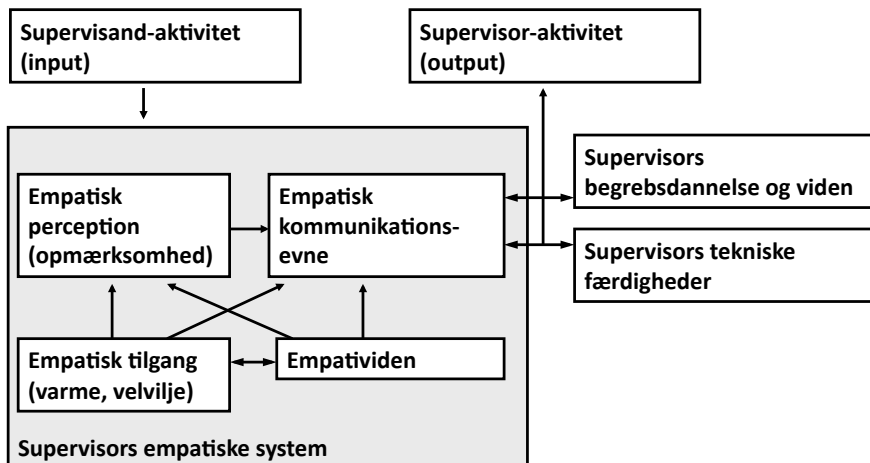 Supervisand-aktivitet
(input)
Supervisor-aktivitet
(output)
Supervisors
begrebsdannelse og viden
Empatisk
perception
(opmærksomhed)
Empatisk
kommunikations-
evne
Supervisors tekniske
færdigheder
Empatisk tilgang
(varme, velvilje)
Empatividen
Supervisors empatiske system